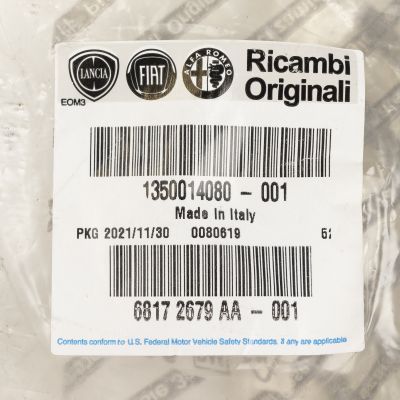 LANCIA FIAT ALFA ROMEO Ricambi
EOM3 Originali
1350014080 - 001
Made In Italy
PKG 2021/11/30 0080619 52
6817 2679 AA - 001
Contents conform to U.S. Federal Motor Vehicle Safety Standards. if any are applicable